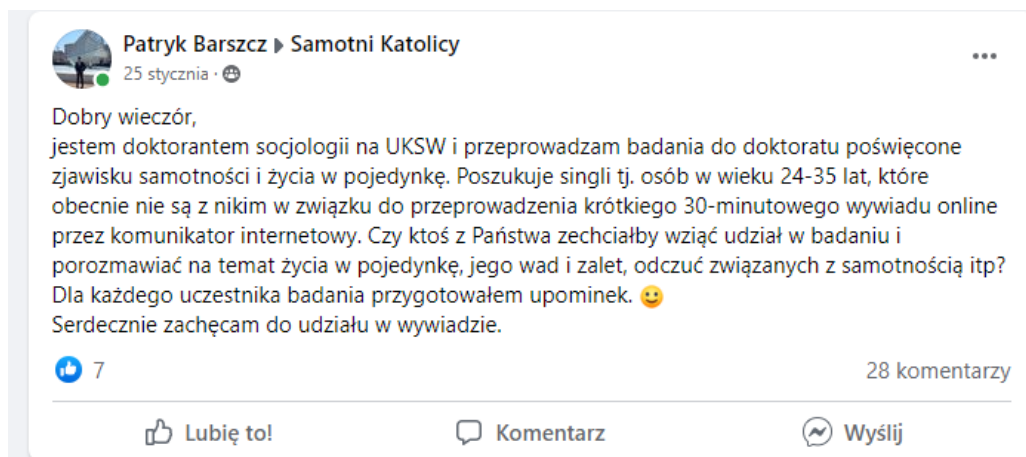 Patryk Barszcz ▸ Samotni Katolicy
25 stycznia ·
Dobry wieczór,
jestem doktorantem socjologii na UKSW i przeprowadzam badania do doktoratu poświęcone
zjawisku samotności i życia w pojedynkę. Poszukuje singli tj. osób w wieku 24-35 lat, które
obecnie nie są z nikim w związku do przeprowadzenia krótkiego 30-minutowego wywiadu online
przez komunikator internetowy. Czy ktoś z Państwa zechciałby wziąć udział w badaniu i
porozmawiać na temat życia w pojedynkę, jego wad i zalet, odczuć związanych z samotnością itp?
Dla każdego uczestnika badania przygotowałem upominek. 🙂
Serdecznie zachęcam do udziału w wywiadzie.
7 28 komentarzy
Lubię to! Komentarz Wyślij